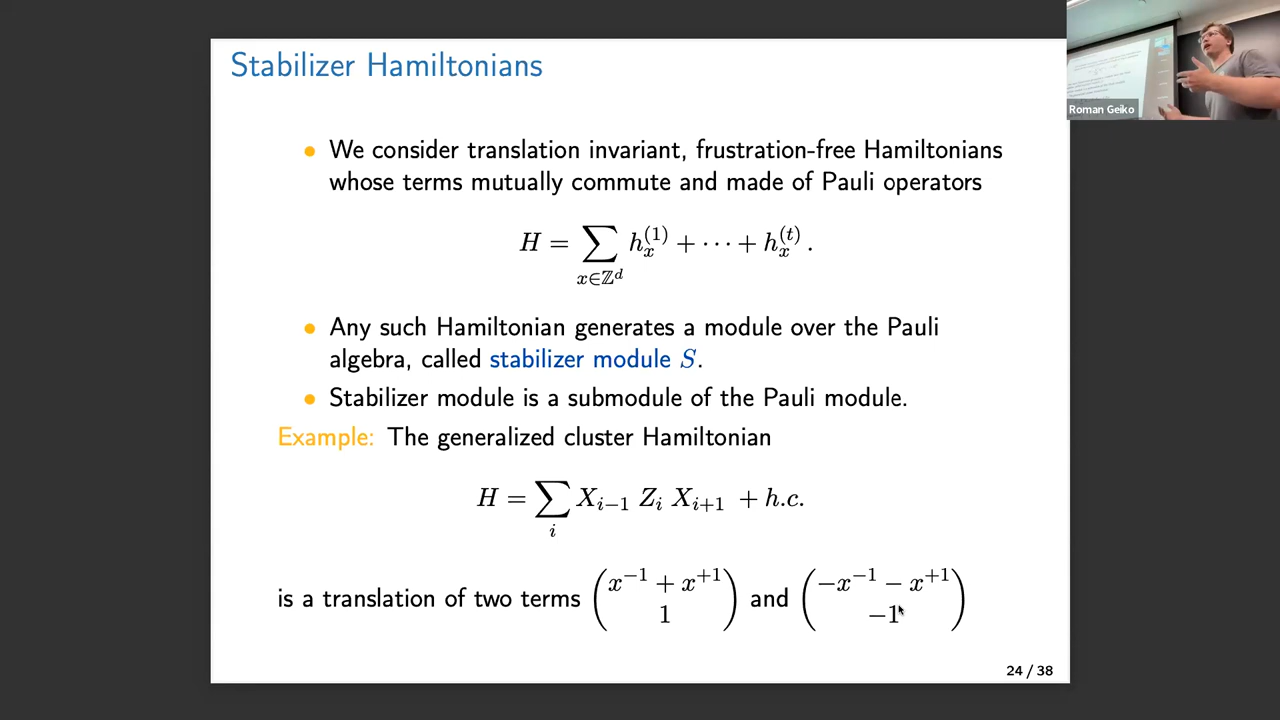 Stabilizer Hamiltonians
• We consider translation invariant, frustration-free Hamiltonians
whose terms mutually commute and made of Pauli operators
H = ∑_{x∈ℤ^d} h_x^{(1)} + ··· + h_x^{(t)} .
• Any such Hamiltonian generates a module over the Pauli
algebra, called stabilizer module S.
• Stabilizer module is a submodule of the Pauli module.
Example: The generalized cluster Hamiltonian
H = ∑_i X_{i−1} Z_i X_{i+1} + h.c.
is a translation of two terms (x^{−1} + x^{+1} / 1) and (−x^{−1} − x^{+1} / −1)
24 / 38
Roman Geiko